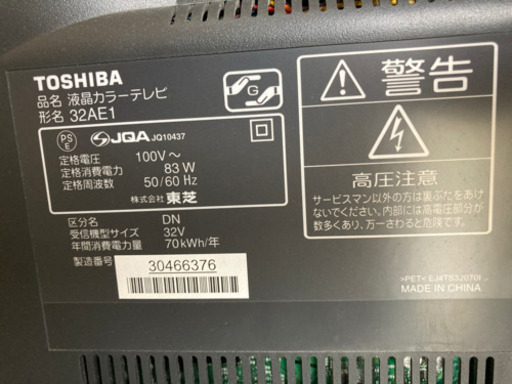 TOSHIBA
品名 液晶カラーテレビ
形名 32AE1
G
PS
E
JQA JQ10437
定格電圧 100V～
定格消費電力 83 W
定格周波数 50/60 Hz
株式会社 東芝
区分名 DN
受信機型サイズ 32V
年間消費電力量 70kWh/年
製造番号
30466376
警告
高圧注意
サービスマン以外の方は裏ぶたをあけ
ないでください。内部には高電圧部分が
数多くあり、万一さわると危険です。
>PET<
MADE IN CHINA